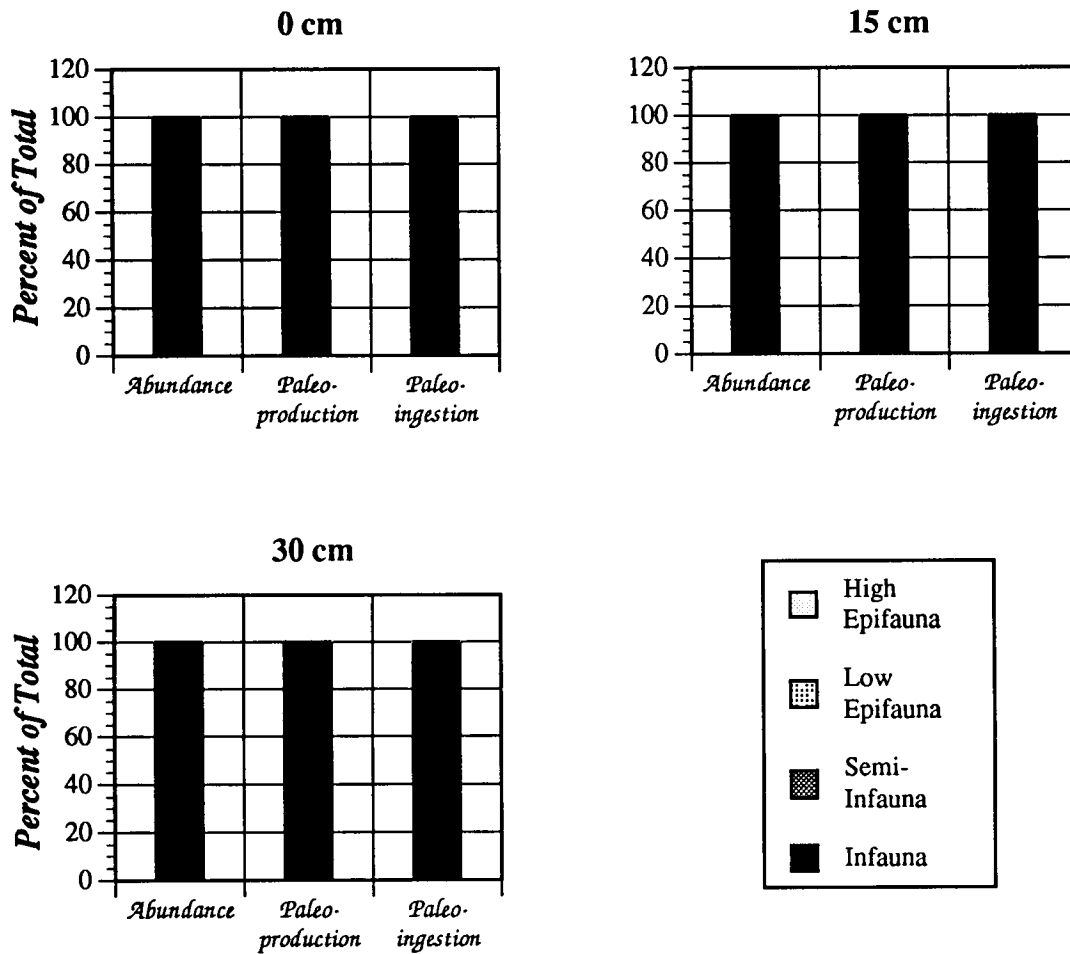 0 cm
120
100
80
60
40
20
0
Percent of Total
Abundance
Paleo-
production
Paleo-
ingestion
15 cm
120
100
80
60
40
20
0
Abundance
Paleo-
production
Paleo-
ingestion
30 cm
120
100
80
60
40
20
0
Percent of Total
Abundance
Paleo-
production
Paleo-
ingestion
High
Epifauna
Low
Epifauna
Semi-
Infauna
Infauna